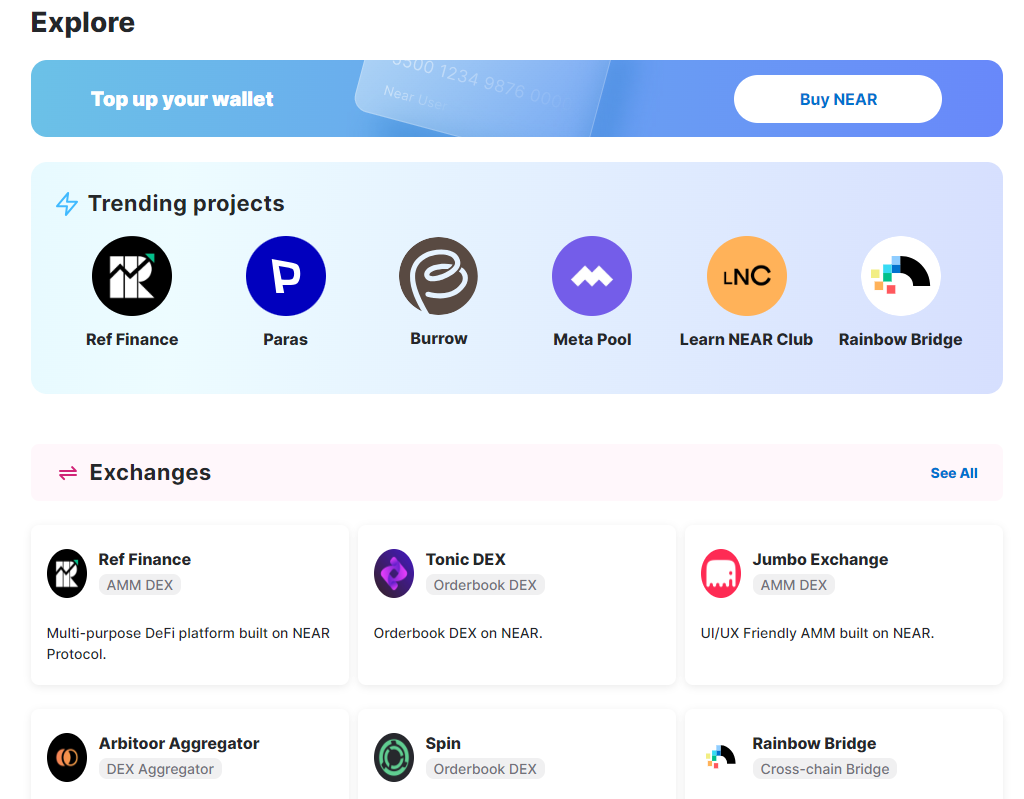 Explore
Top up your wallet
1234 9876
Near User
Buy NEAR
Trending projects
LNC
Ref Finance
Paras
Burrow
Meta Pool
Learn NEAR Club
Rainbow Bridge
Exchanges
See All
Ref Finance
AMM DEX
Multi-purpose DeFi platform built on NEAR
Protocol.
Tonic DEX
Orderbook DEX
Orderbook DEX on NEAR.
Jumbo Exchange
AMM DEX
UI/UX Friendly AMM built on NEAR.
Arbitoor Aggregator
DEX Aggregator
Spin
Orderbook DEX
Rainbow Bridge
Cross-chain Bridge